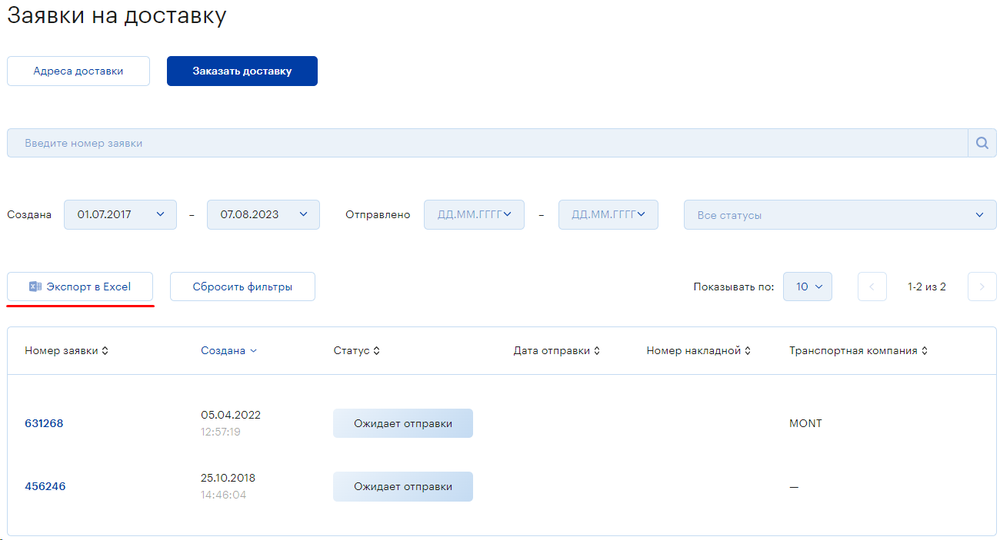 Заявки на доставку
Адреса доставки Заказать доставку
Введите номер заявки
Создана 01.07.2017 – 07.08.2023 Отправлено ДД.ММ.ГГГГ – ДД.ММ.ГГГГ Все статусы
Экспорт в Excel Сбросить фильтры Показывать по: 10 1-2 из 2
Номер заявки Создана Статус Дата отправки Номер накладной Транспортная компания
631268 05.04.2022 12:57:19 Ожидает отправки MONT
456246 25.10.2018 14:46:04 Ожидает отправки —